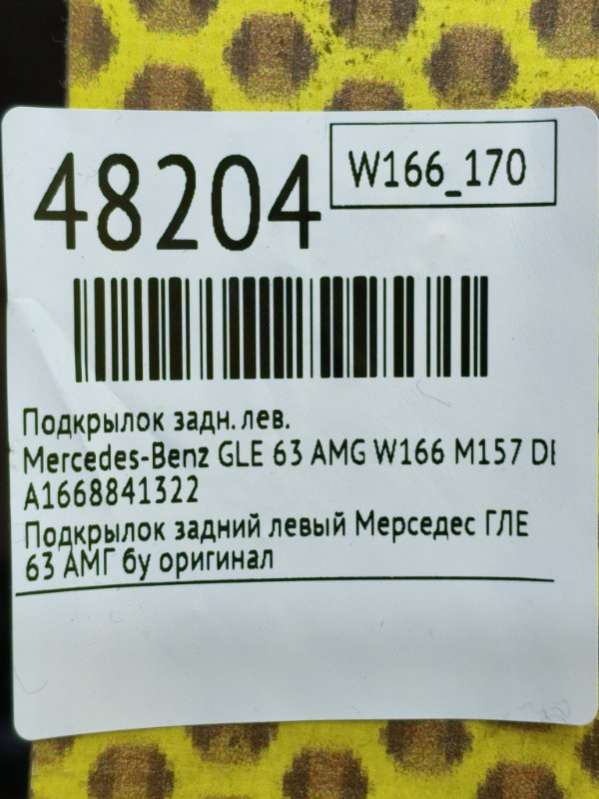 48204
W166_170
Подкрылок задн. лев.
Mercedes-Benz GLE 63 AMG W166 M157
A1668841322
Подкрылок задний левый Мерседес ГЛЕ
63 АМГ бу оригинал